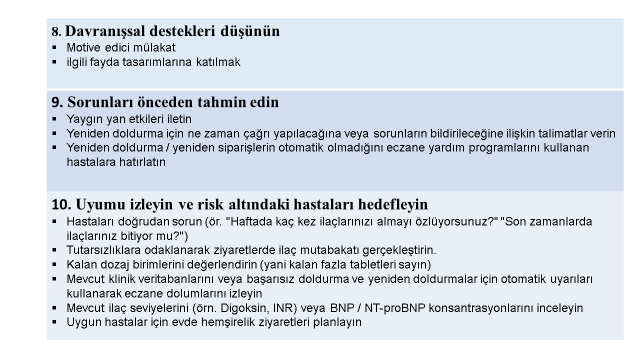 8. Davranışsal destekleri düşünün
▪ Motive edici mülakat
▪ ilgili fayda tasarımlarına katılmak
9. Sorunları önceden tahmin edin
▪ Yaygın yan etkileri iletin
▪ Yeniden doldurma için ne zaman çağrı yapılacağına veya sorunların bildirileceğine ilişkin talimatlar verin
▪ Yeniden doldurma / yeniden siparişlerin otomatik olmadığını eczane yardım programlarını kullanan
hastalara hatırlatın
10. Uyumu izleyin ve risk altındaki hastaları hedefleyin
▪ Hastaları doğrudan sorun (ör. "Haftada kaç kez ilaçlarınızı almayı özlüyorsunuz?" "Son zamanlarda
ilaçlarınız bitiyor mu?")
▪ Tutarsızlıklara odaklanarak ziyaretlerde ilaç mutabakatı gerçekleştirin.
▪ Kalan dozaj birimlerini değerlendirin (yani kalan fazla tabletleri sayın)
▪ Mevcut klinik veritabanlarını veya başarısız doldurma ve yeniden doldurmalar için otomatik uyarıları
kullanarak eczane dolumlarını izleyin
▪ Mevcut ilaç seviyelerini (örn. Digoksin, INR) veya BNP / NT-proBNP konsantrasyonlarını inceleyin
▪ Uygun hastalar için evde hemşirelik ziyaretleri planlayın